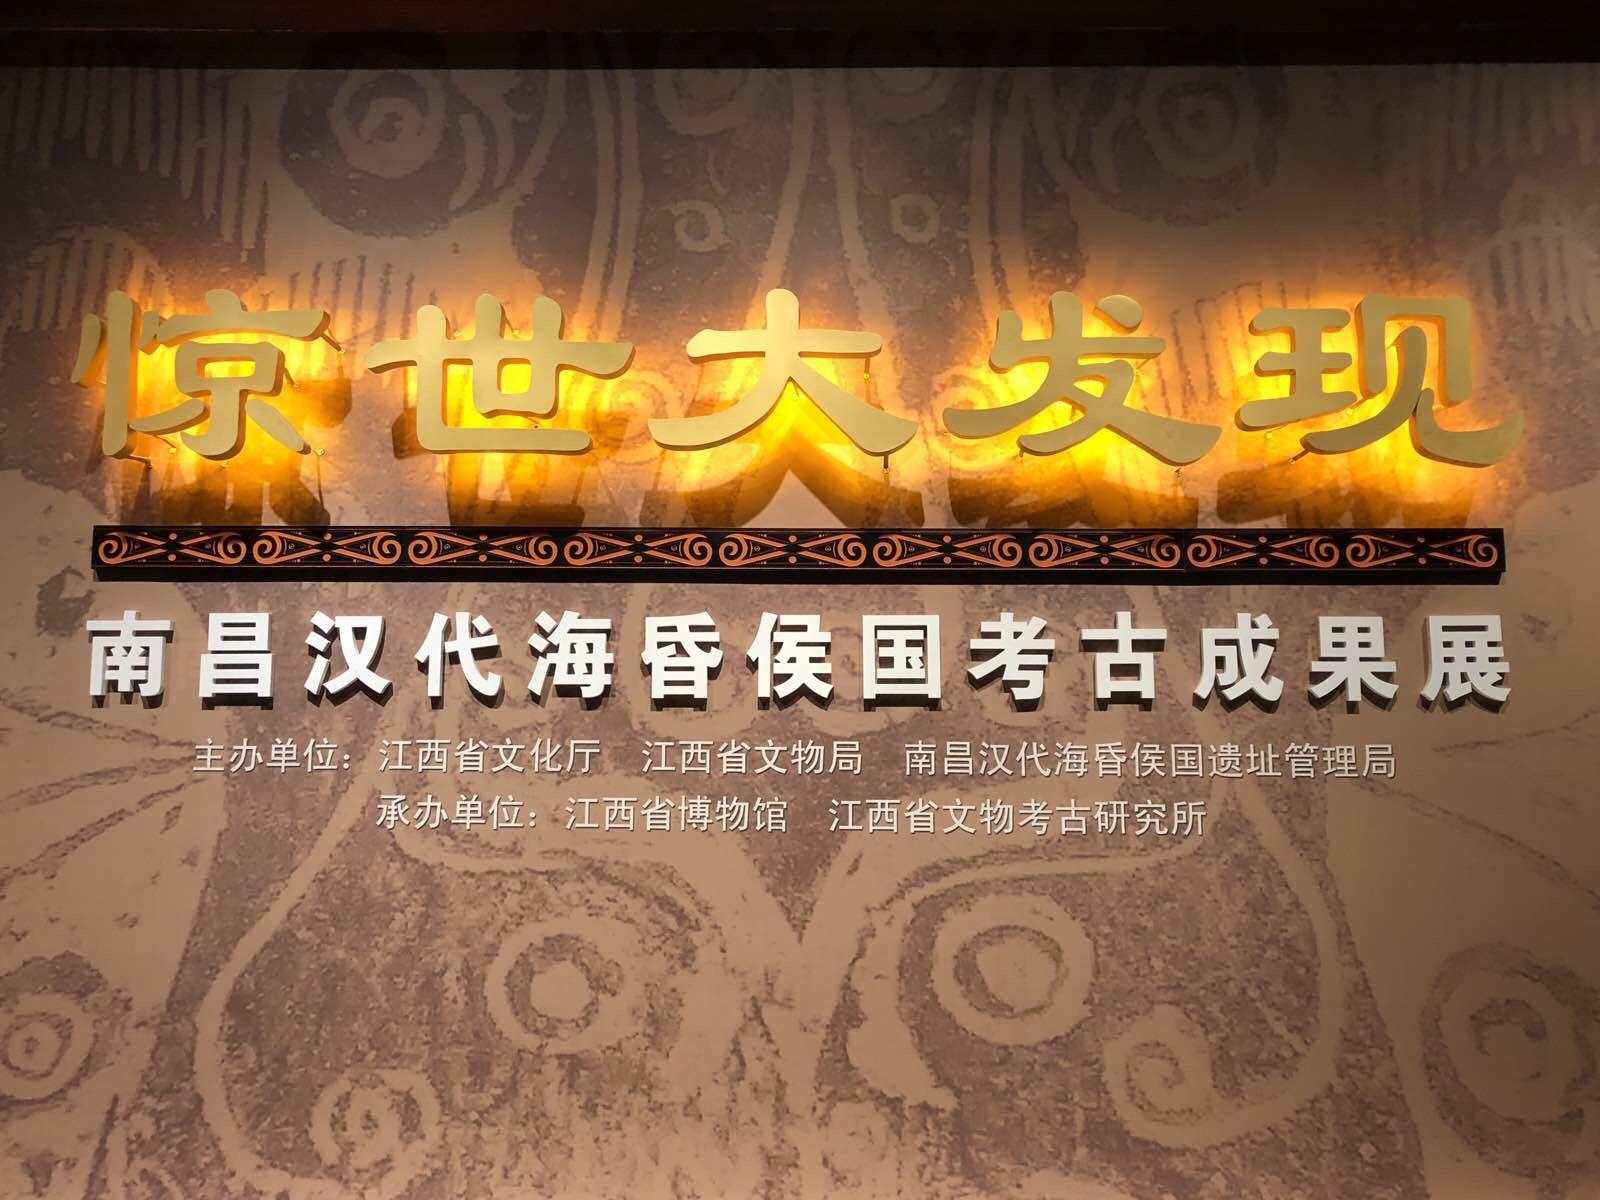 惊世大发现
南昌汉代海昏侯国考古成果展
主办单位：江西省文化厅　江西省文物局　南昌汉代海昏侯国遗址管理局
承办单位：江西省博物馆　江西省文物考古研究所